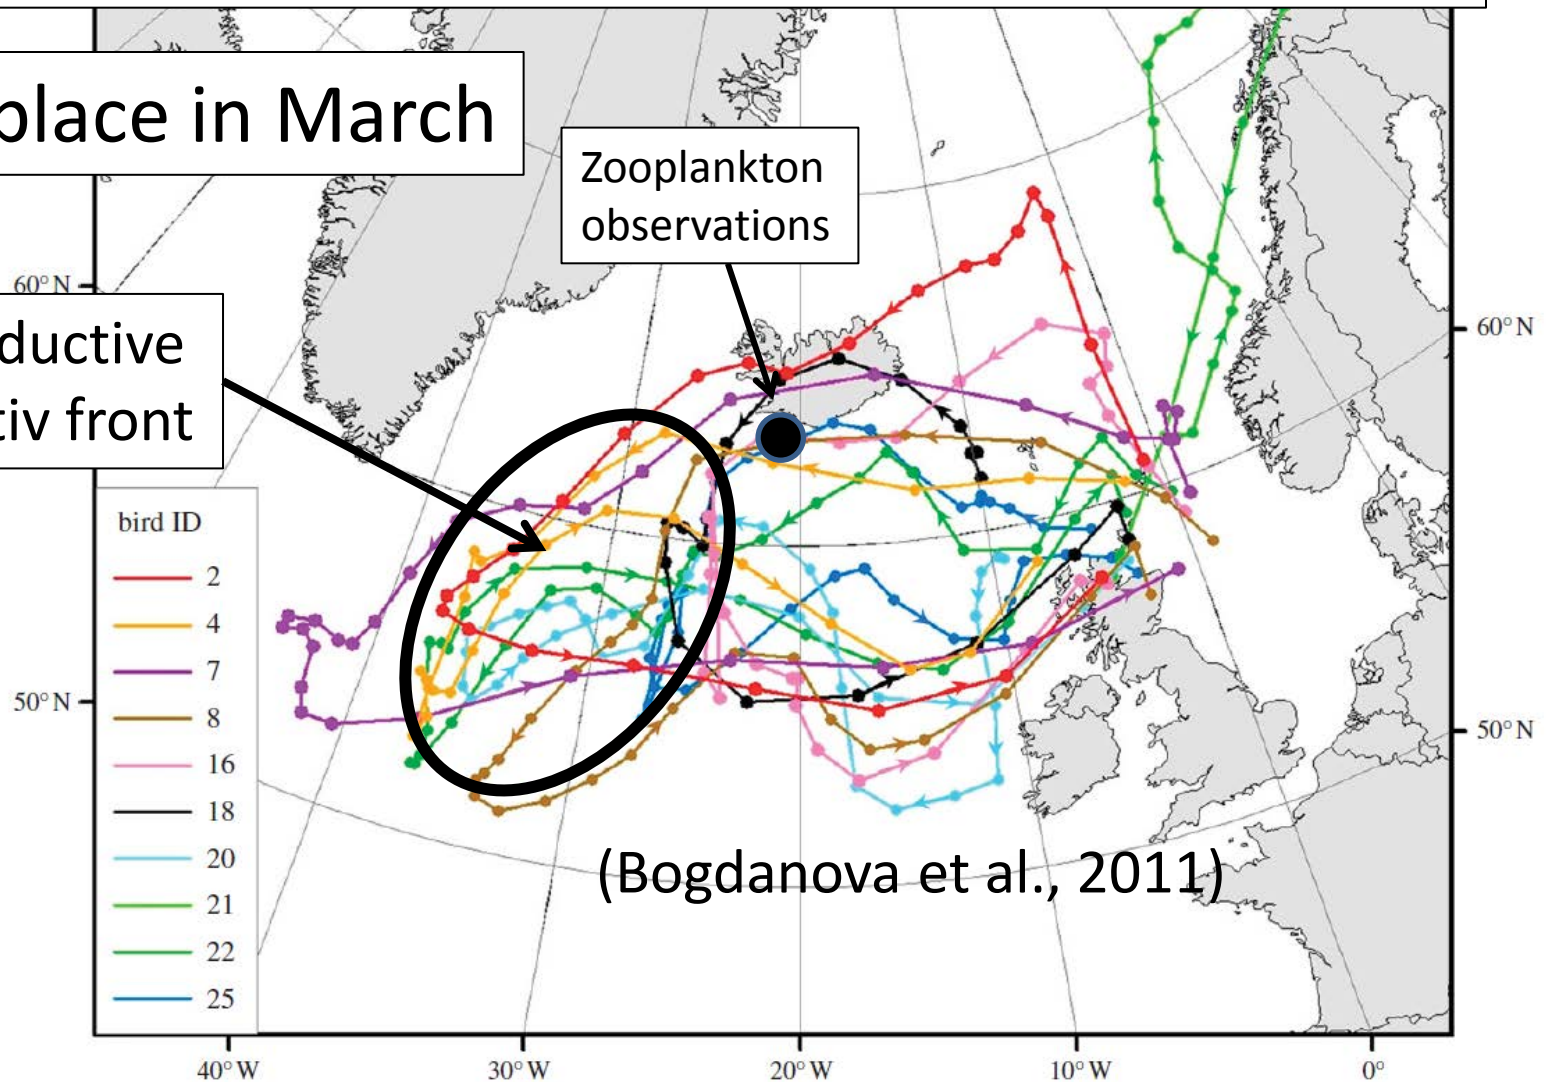 place in March
Zooplankton
observations
60° N
60° N
ductive
tiv front
bird ID
2
4
7
8
16
18
20
21
22
25
50° N
50° N
(Bogdanova et al., 2011)
40° W
30° W
20° W
10° W
0°